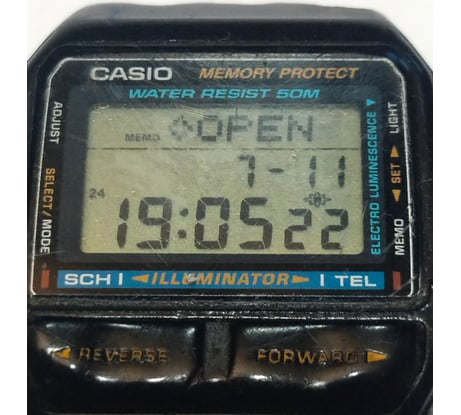 CASIO MEMORY PROTECT
WATER RESIST 50M
ADJUST
SELECT/MODE
MEMO OPEN
7-11
24
19:05 22
ELECTRO LUMINESCENCE
LIGHT
SET
MEMO
SCH ILLUMINATOR TEL
REVERSE FORWARD